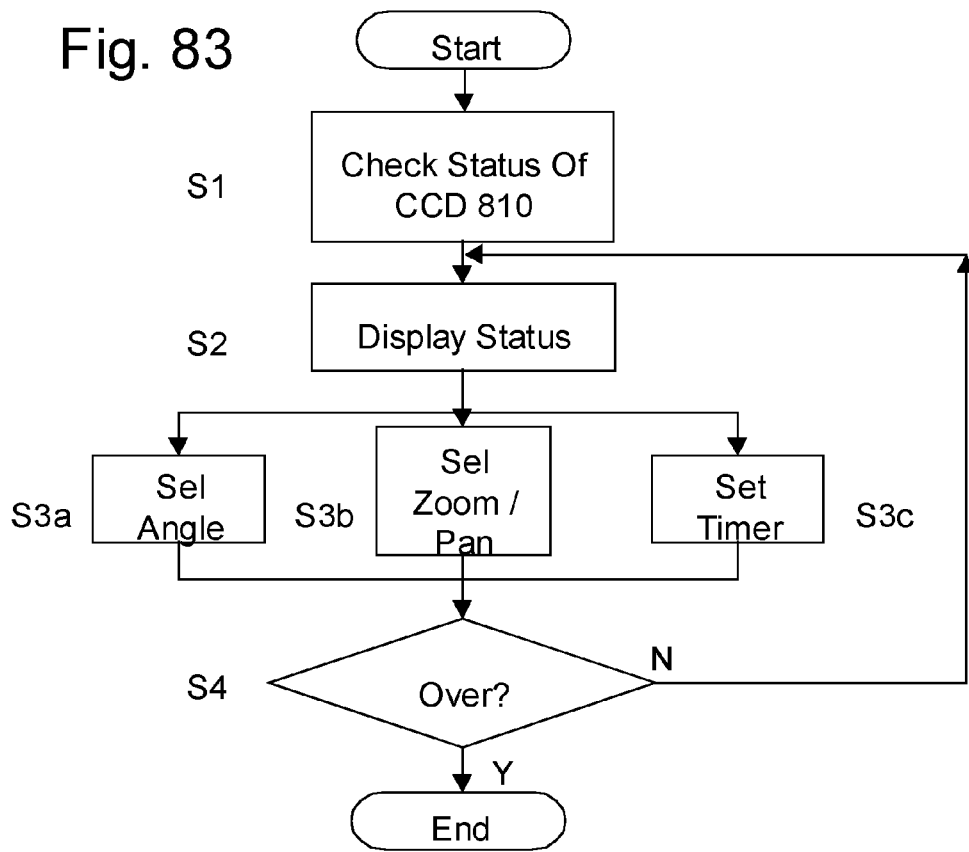 Fig. 83
Start
S1
Check Status Of
CCD 810
S2
Display Status
S3a
Sel
Angle
S3b
Sel
Zoom /
Pan
Set
Timer
S3c
S4
Over?
N
Y
End